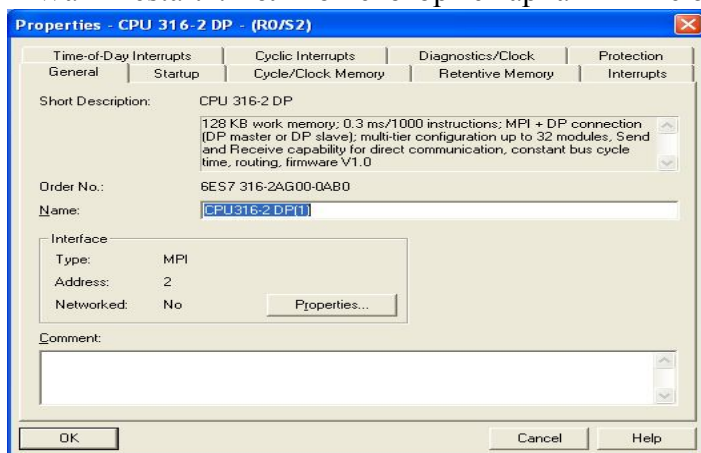 Properties - CPU 316-2 DP - (R0/S2)
Time-of-Day Interrupts Cyclic Interrupts Diagnostics/Clock Protection
General Startup Cycle/Clock Memory Retentive Memory Interrupts
Short Description: CPU 316-2 DP
128 KB work memory; 0.3 ms/1000 instructions; MPI + DP connection
(DP master or DP slave); multi-tier configuration up to 32 modules, Send
and Receive capability for direct communication, constant bus cycle
time, routing, firmware V1.0
Order No.: 6ES7 316-2AG00-0AB0
Name: CPU316-2 DP(1)
Interface
Type: MPI
Address: 2
Networked: No Properties...
Comment:
OK Cancel Help